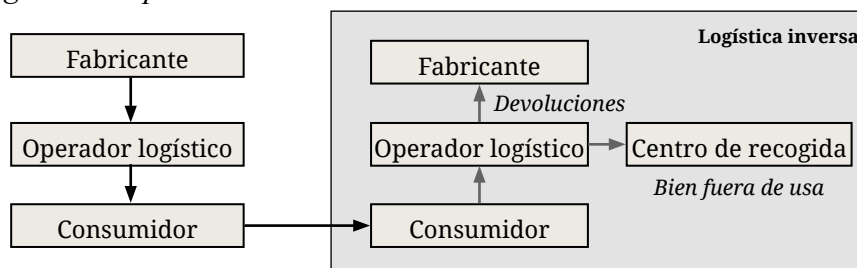 Logística inversa
Fabricante
Fabricante
Devoluciones
Operador logístico
Operador logístico
Centro de recogida
Bien fuera de usa
Consumidor
Consumidor